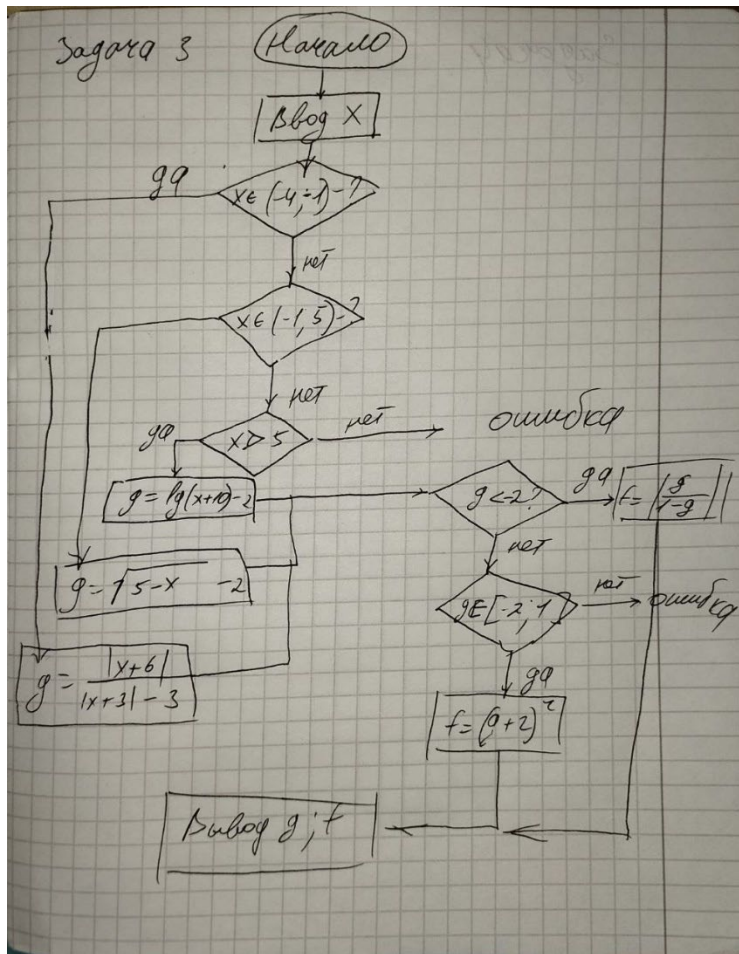 Задача 3
Начало
Ввод X
x∈(-4;-1)-?
да
нет
x∈(-1,5)-?
нет
x>5
да
нет
ошибка
g=lg(x+10)-2
g<-2?
да
f=|g/(1-g)|
нет
g=√5-x -2
g∈[-2;1]
нет
ошибка
g=|x+6|/(|x+3|-3)
да
f=(g+2)²
Вывод g;f